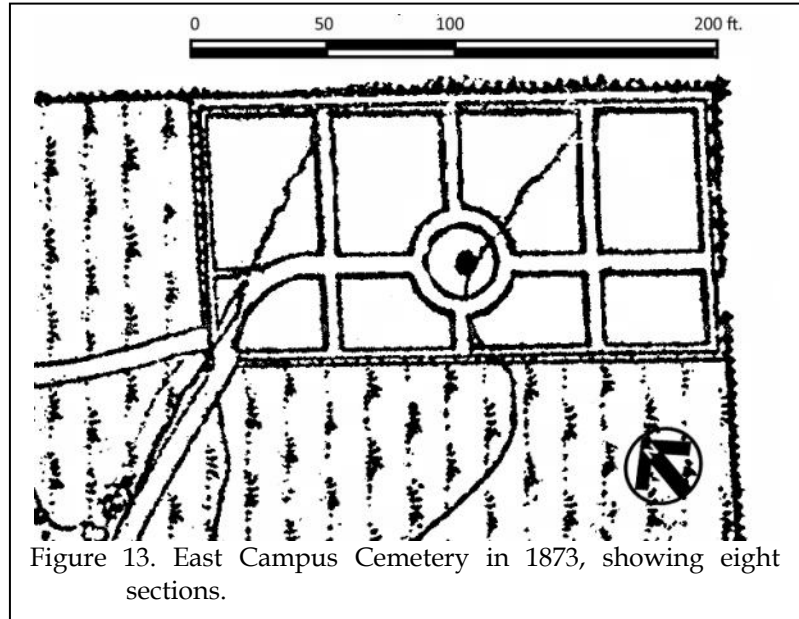 0 50 100 200 ft.
Figure 13. East Campus Cemetery in 1873, showing eight
sections.